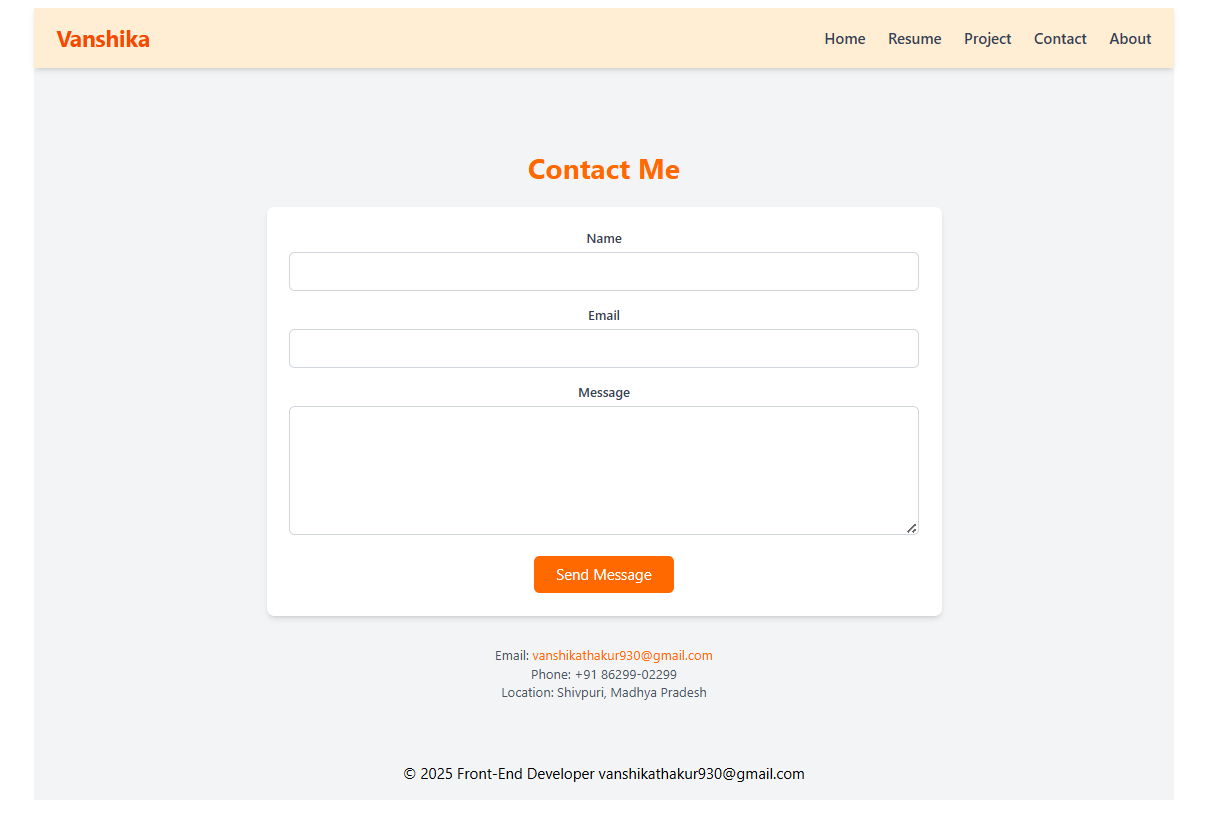 Vanshika
Home Resume Project Contact About
Contact Me
Name
Email
Message
Send Message
Email: vanshikathakur930@gmail.com
Phone: +91 86299-02299
Location: Shivpuri, Madhya Pradesh
© 2025 Front-End Developer vanshikathakur930@gmail.com